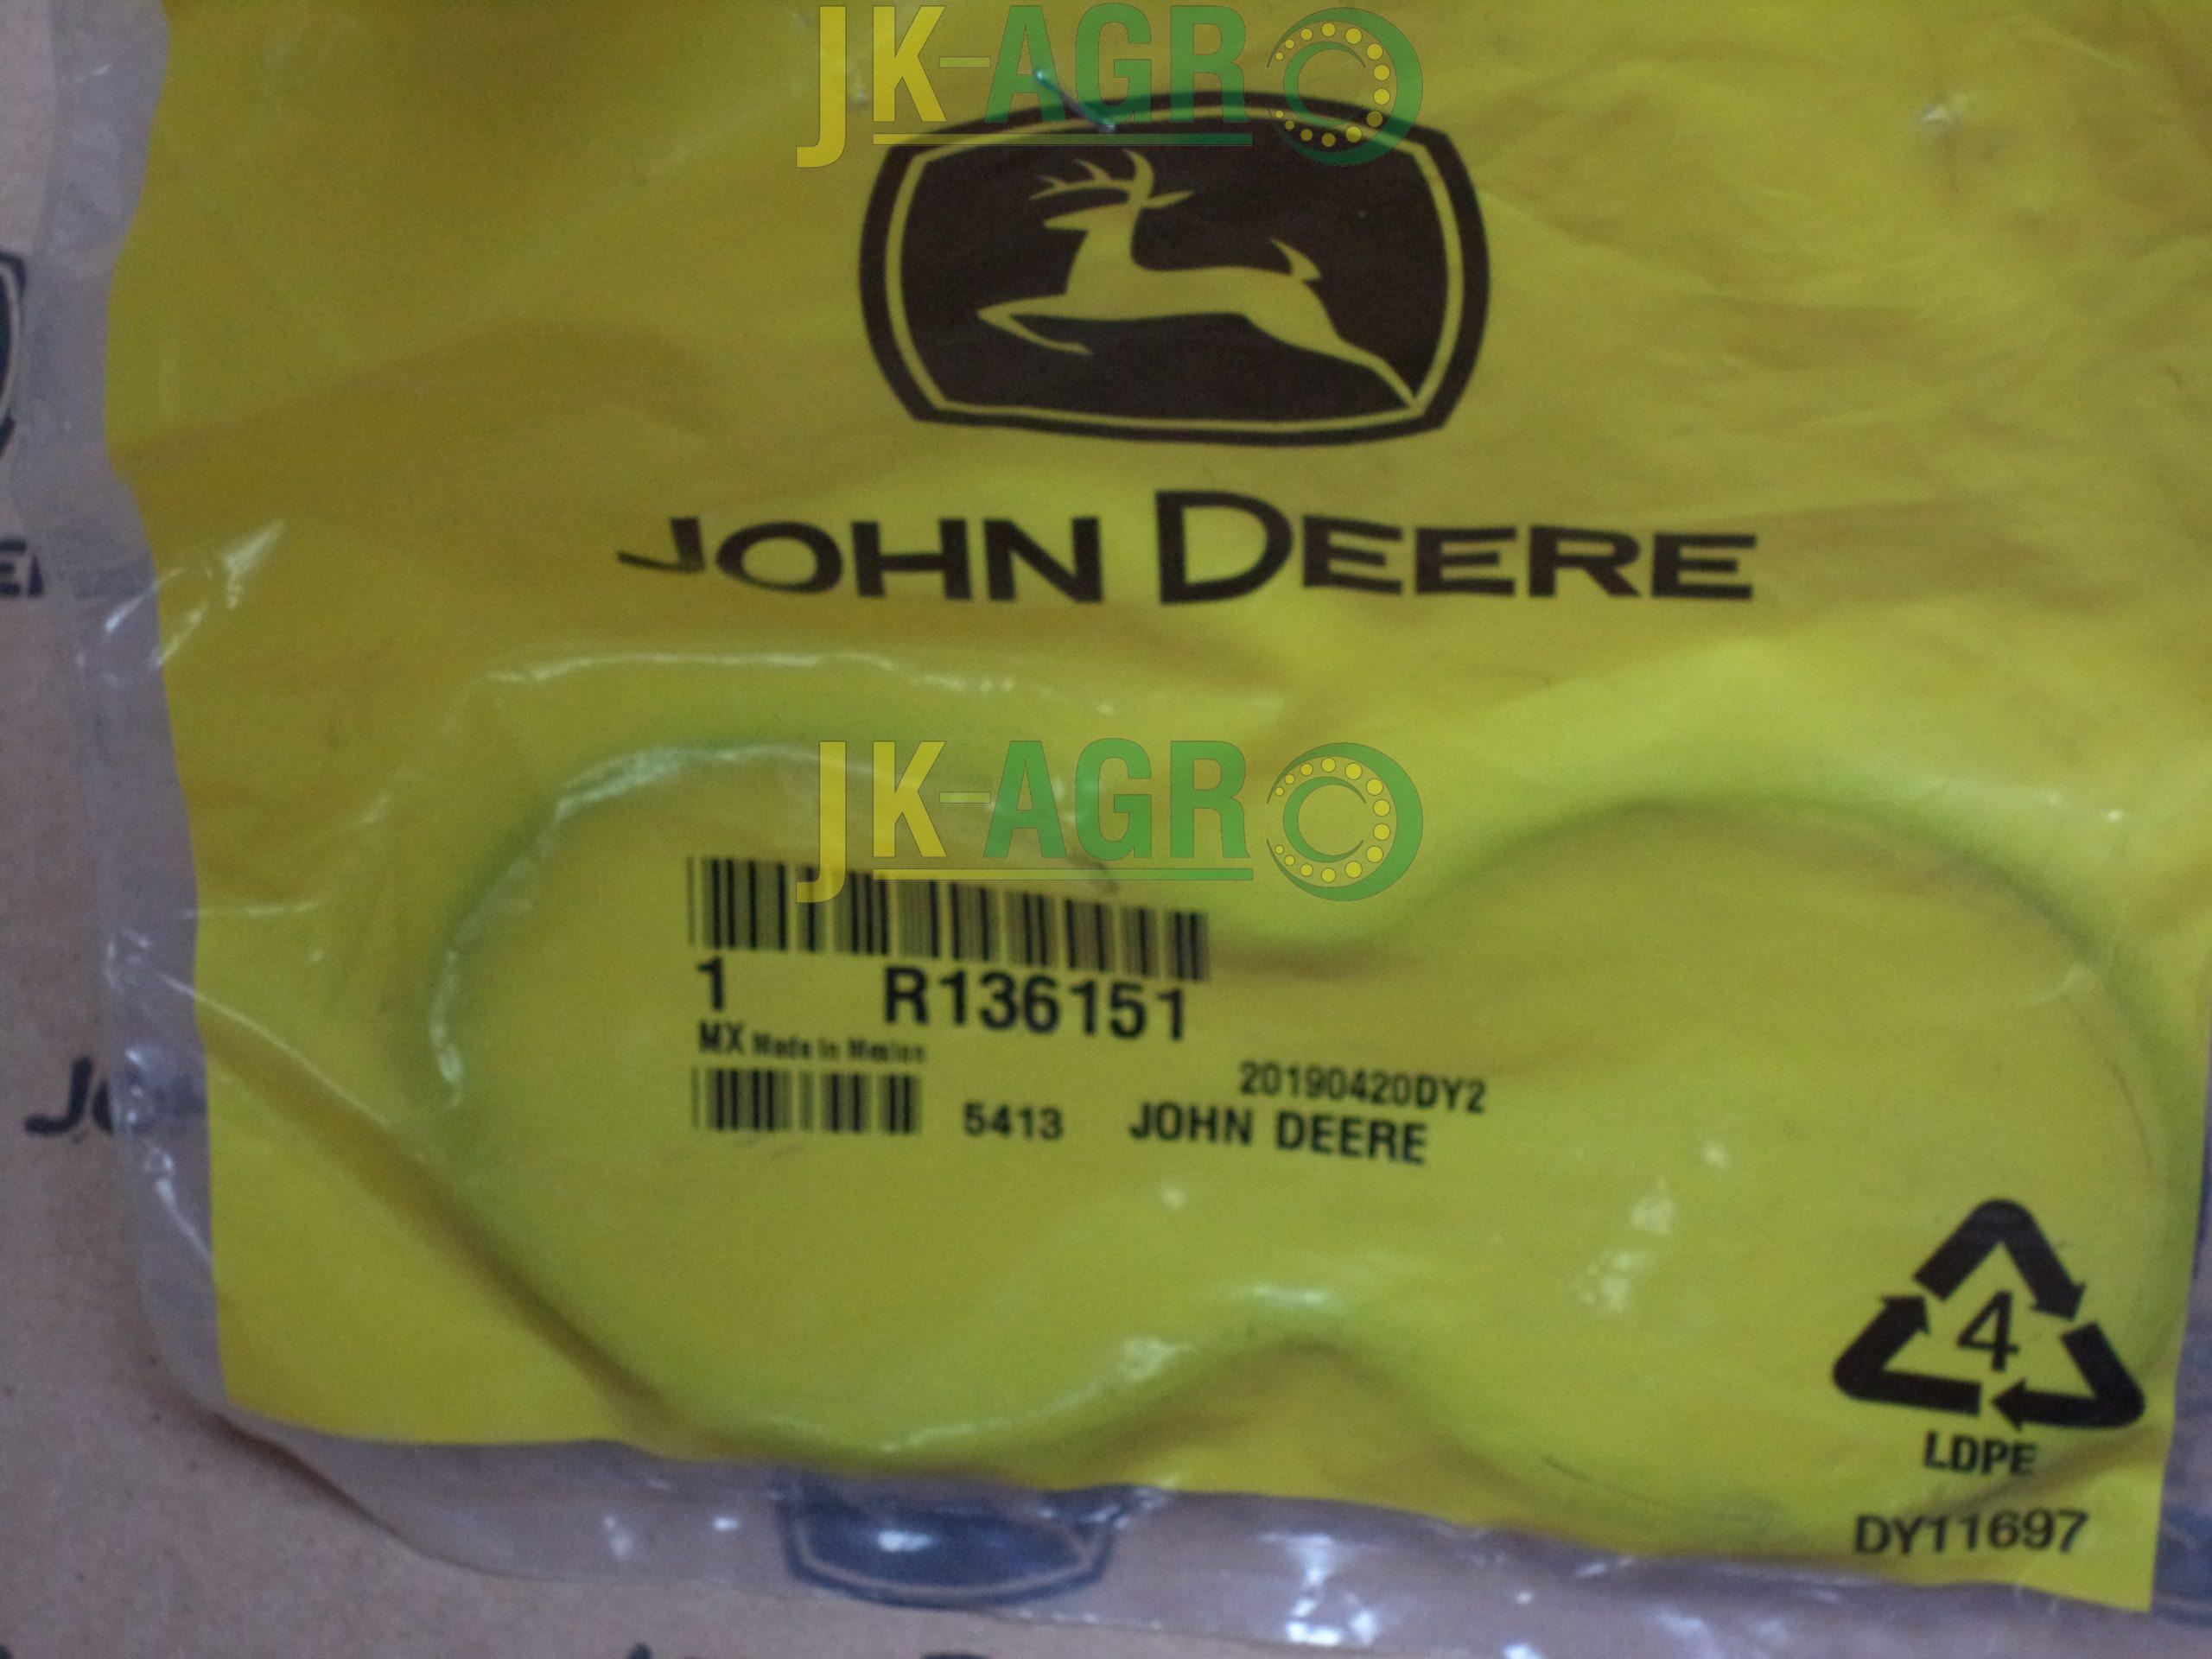 JK-AGRO
JOHN DEERE
JK-AGRO
1 R136151
MX Made in Mexico
20190420DY2
5413 JOHN DEERE
4
LDPE
DY11697